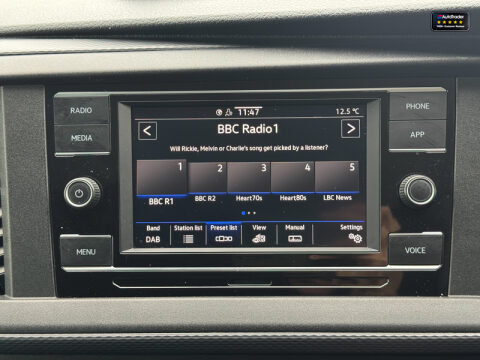 AutoTrader
RADIO
MEDIA
MENU
PHONE
APP
VOICE
11:47
12.5 °C
<
BBC Radio1
>
Will Rickie, Melvin or Charlie's song get picked by a listener?
1 2 3 4 5
BBC R1 BBC R2 Heart70s Heart80s LBC News
Band Station list Preset list View Manual Settings
DAB